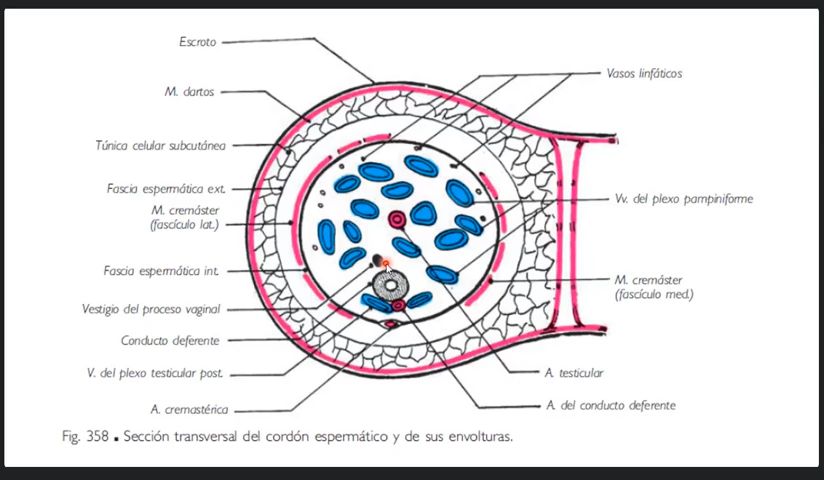 Escroto
M. dartos
Túnica celular subcutánea
Fascia espermática ext.
M. cremáster
(fascículo lat.)
Fascia espermática int.
Vestigio del proceso vaginal
Conducto deferente
V. del plexo testicular post.
A. cremastérica
Vasos linfáticos
Vv. del plexo pampiniforme
M. cremáster
(fascículo med.)
A. testicular
A. del conducto deferente
Fig. 358 ▪ Sección transversal del cordón espermático y de sus envolturas.